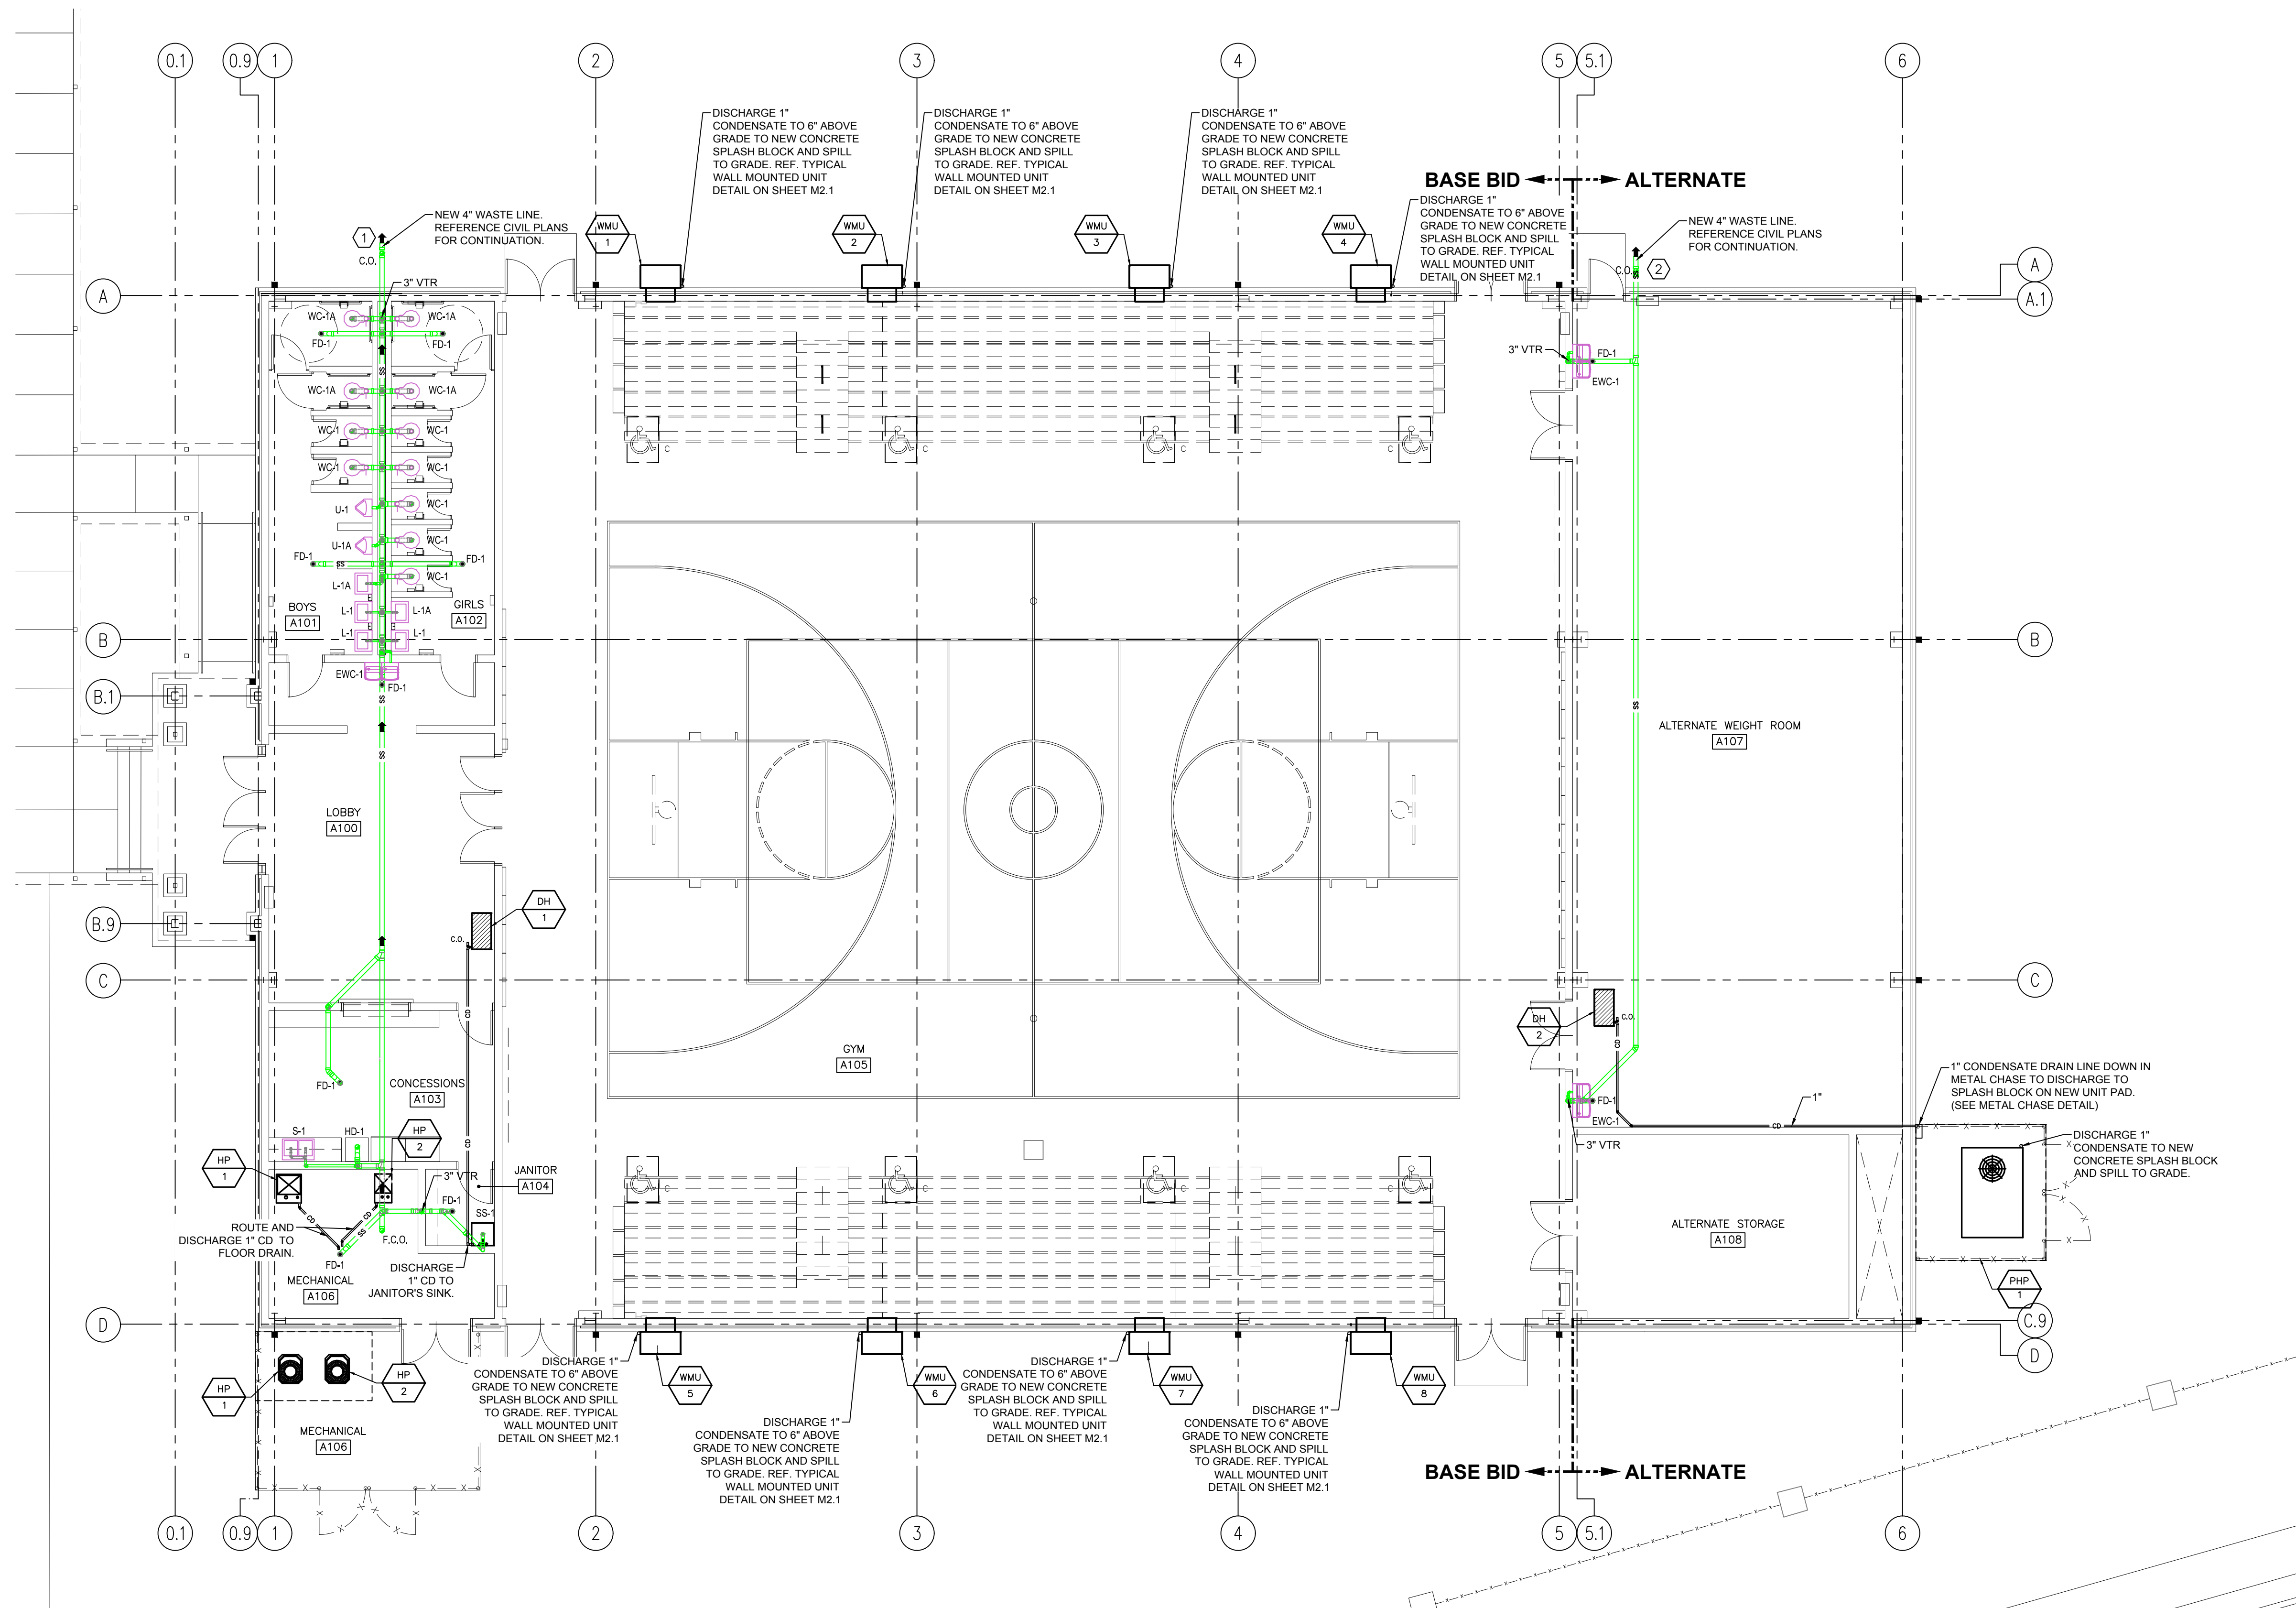 0.1
0.9
1
2
3
4
5
5.1
6
DISCHARGE 1"
CONDENSATE TO 6" ABOVE
GRADE TO NEW CONCRETE
SPLASH BLOCK AND SPILL
TO GRADE. REF. TYPICAL
WALL MOUNTED UNIT
DETAIL ON SHEET M2.1
DISCHARGE 1"
CONDENSATE TO 6" ABOVE
GRADE TO NEW CONCRETE
SPLASH BLOCK AND SPILL
TO GRADE. REF. TYPICAL
WALL MOUNTED UNIT
DETAIL ON SHEET M2.1
DISCHARGE 1"
CONDENSATE TO 6" ABOVE
GRADE TO NEW CONCRETE
SPLASH BLOCK AND SPILL
TO GRADE. REF. TYPICAL
WALL MOUNTED UNIT
DETAIL ON SHEET M2.1
BASE BID
ALTERNATE
DISCHARGE 1"
CONDENSATE TO 6" ABOVE
GRADE TO NEW CONCRETE
SPLASH BLOCK AND SPILL
TO GRADE. REF. TYPICAL
WALL MOUNTED UNIT
DETAIL ON SHEET M2.1
NEW 4" WASTE LINE.
REFERENCE CIVIL PLANS
FOR CONTINUATION.
1
C.O.
WMU
1
WMU
2
WMU
3
WMU
4
NEW 4" WASTE LINE.
REFERENCE CIVIL PLANS
FOR CONTINUATION.
C.O.
SS
2
A
A
A.1
3" VTR
WC-1A
WC-1A
FD-1
FD-1
SS
WC-1A
WC-1A
WC-1
WC-1
WC-1
WC-1
U-1
WC-1
U-1A
WC-1
FD-1
SS
FD-1
L-1A
WC-1
BOYS
A101
L-1
L-1A
GIRLS
A102
L-1
L-1
EWC-1
FD-1
SS
SS
3" VTR
FD-1
EWC-1
C
C
C
C
B
B
B.1
SS
ALTERNATE WEIGHT ROOM
A107
LOBBY
A100
DH
1
C.O.
B.9
C
C
CD
DH
2
C.O.
CD
GYM
A105
FD-1
CONCESSIONS
A103
CD
S-1
HD-1
HP
2
HP
1
JANITOR
A104
3" VTR
FD-1
SS-1
CD
CD
SS
ROUTE AND
DISCHARGE 1" CD TO
FLOOR DRAIN.
F.C.O.
FD-1
DISCHARGE
1" CD TO
JANITOR'S SINK.
MECHANICAL
A106
C
C
C
C
FD-1
EWC-1
3" VTR
1"
CD
1" CONDENSATE DRAIN LINE DOWN IN
METAL CHASE TO DISCHARGE TO
SPLASH BLOCK ON NEW UNIT PAD.
(SEE METAL CHASE DETAIL)
DISCHARGE 1"
CONDENSATE TO NEW
CONCRETE SPLASH BLOCK
AND SPILL TO GRADE.
ALTERNATE STORAGE
A108
PHP
1
D
C.9
D
HP
1
HP
2
MECHANICAL
A106
DISCHARGE 1"
CONDENSATE TO 6" ABOVE
GRADE TO NEW CONCRETE
SPLASH BLOCK AND SPILL
TO GRADE. REF. TYPICAL
WALL MOUNTED UNIT
DETAIL ON SHEET M2.1
WMU
5
DISCHARGE 1"
CONDENSATE TO 6" ABOVE
GRADE TO NEW CONCRETE
SPLASH BLOCK AND SPILL
TO GRADE. REF. TYPICAL
WALL MOUNTED UNIT
DETAIL ON SHEET M2.1
WMU
6
DISCHARGE 1"
CONDENSATE TO 6" ABOVE
GRADE TO NEW CONCRETE
SPLASH BLOCK AND SPILL
TO GRADE. REF. TYPICAL
WALL MOUNTED UNIT
DETAIL ON SHEET M2.1
WMU
7
DISCHARGE 1"
CONDENSATE TO 6" ABOVE
GRADE TO NEW CONCRETE
SPLASH BLOCK AND SPILL
TO GRADE. REF. TYPICAL
WALL MOUNTED UNIT
DETAIL ON SHEET M2.1
WMU
8
BASE BID
ALTERNATE
0.1
0.9
1
2
3
4
5
5.1
6